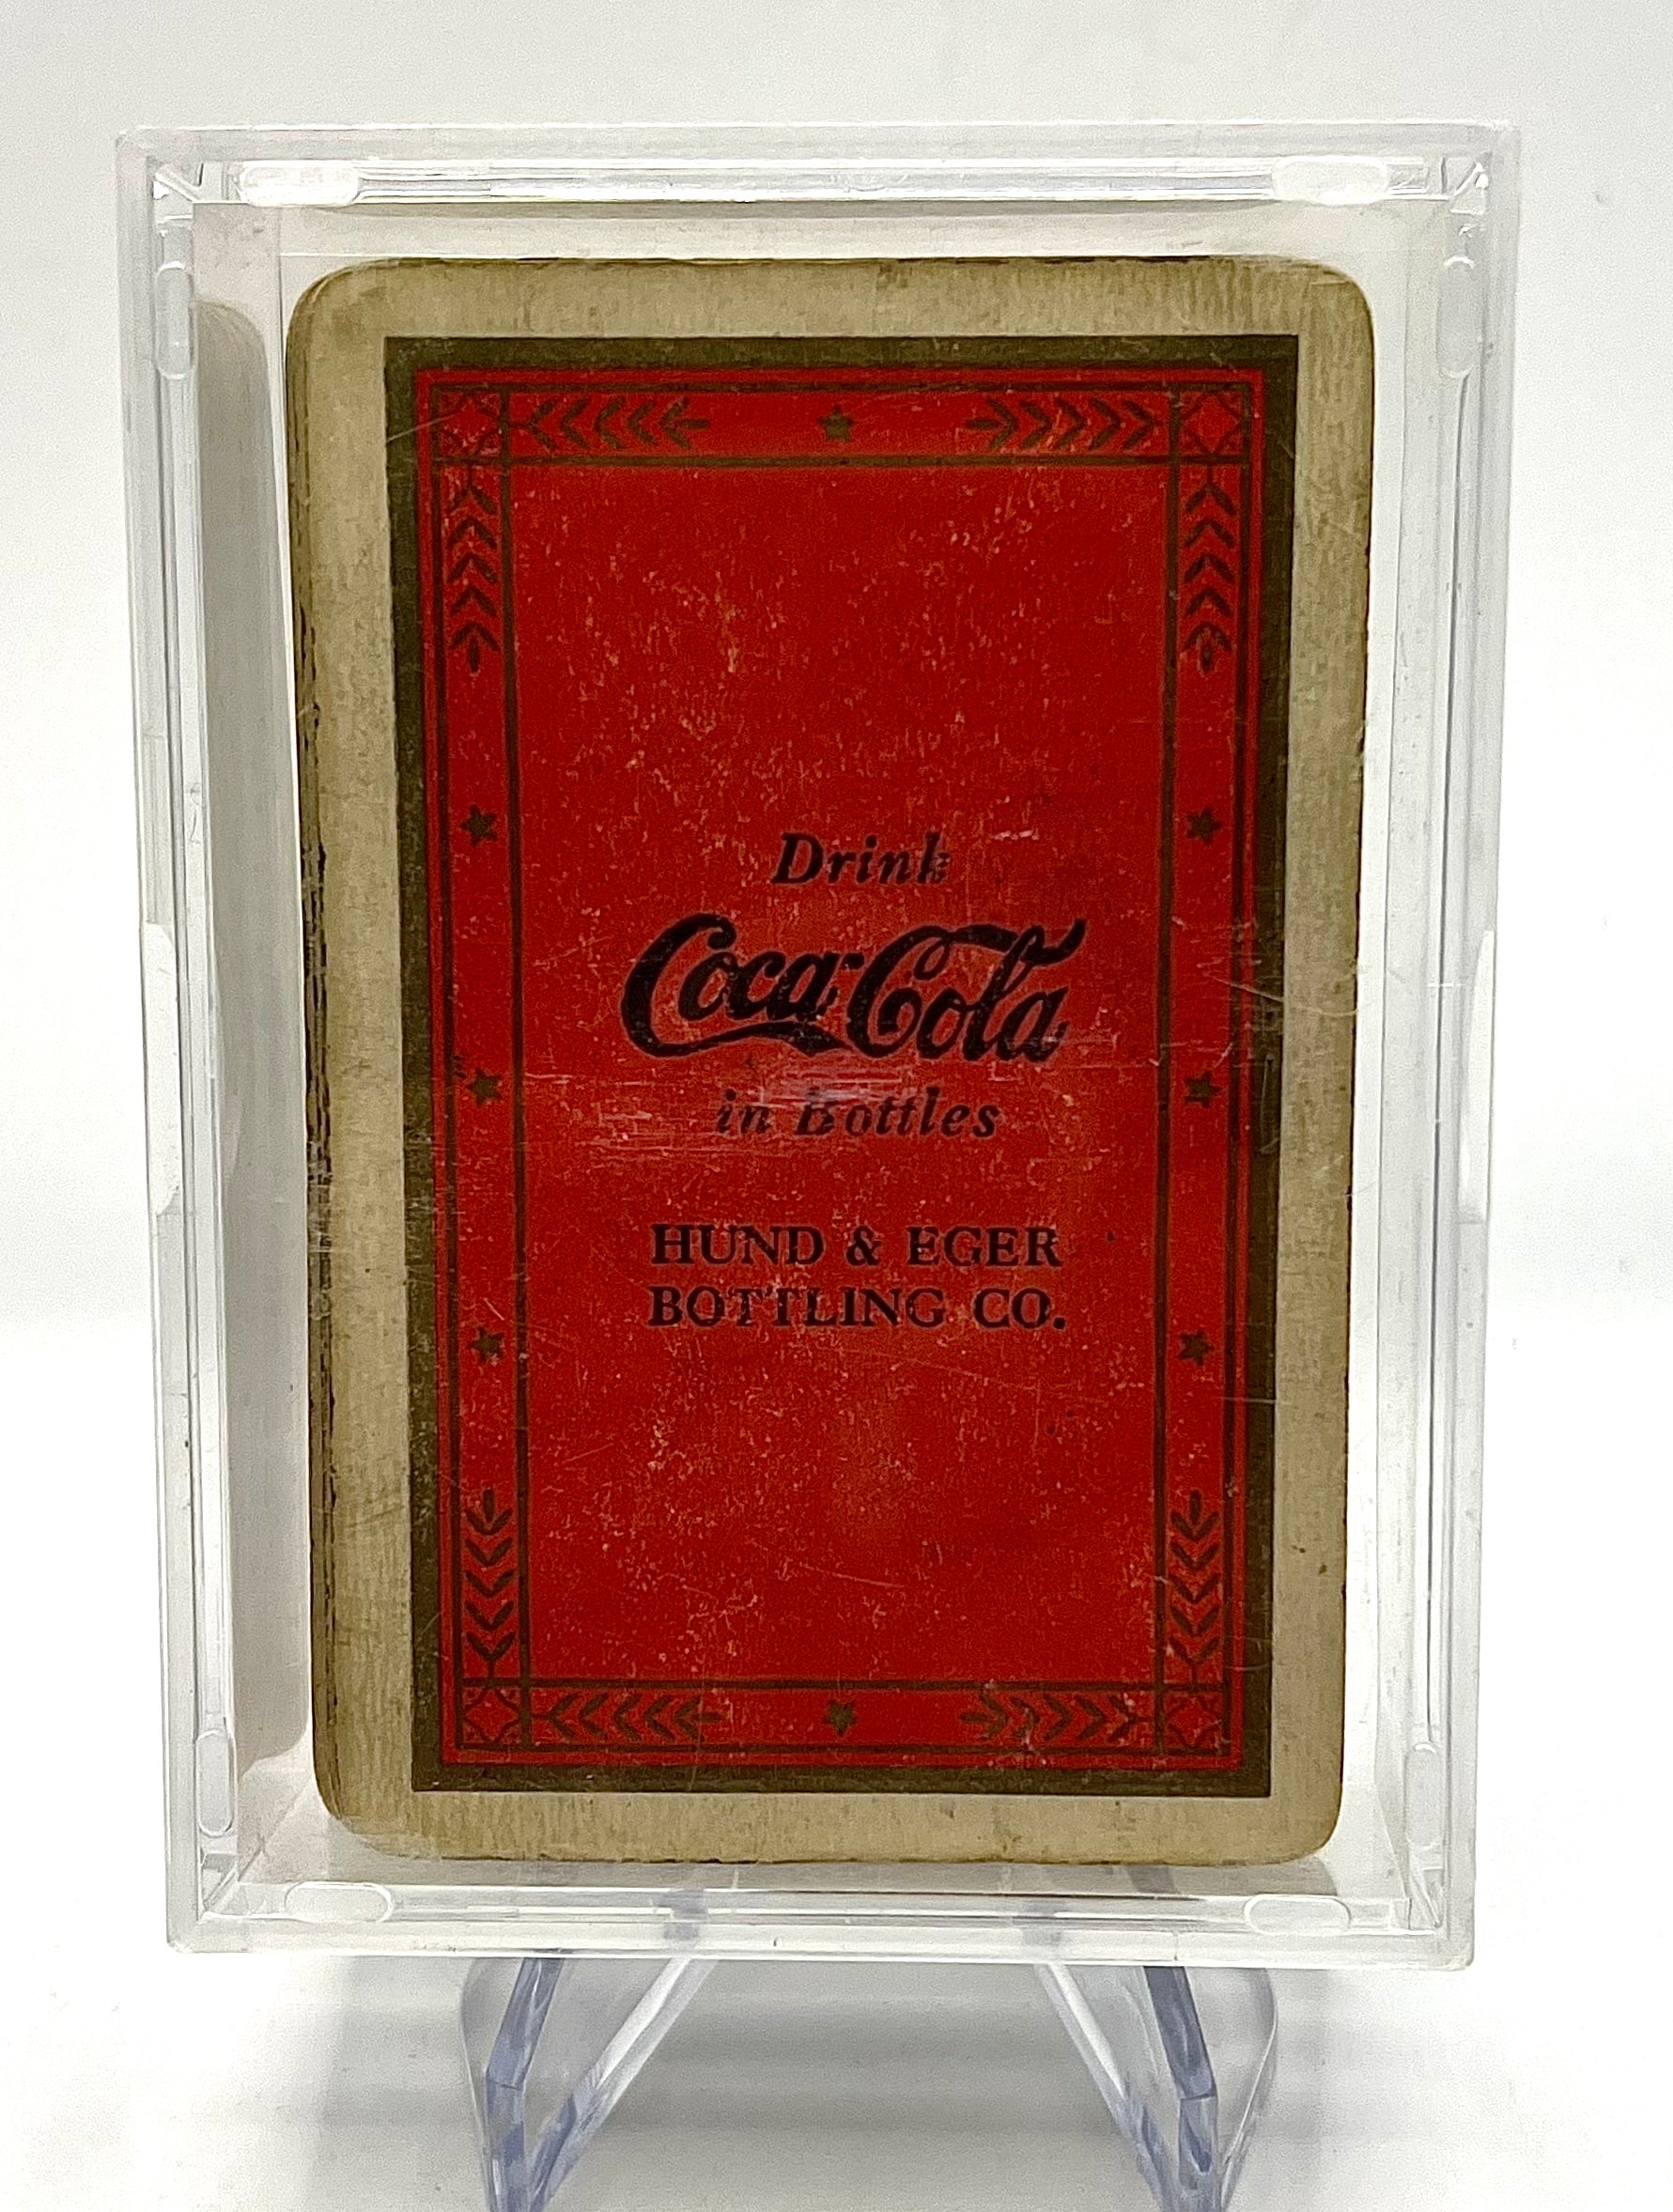 Drink
Coca-Cola
in Bottles
HUND & EGER
BOTTLING CO.